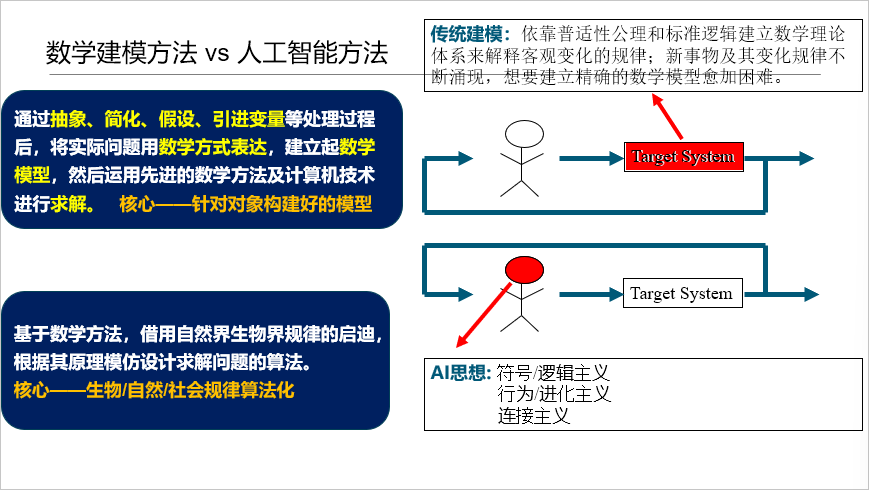 数学建模方法 vs 人工智能方法
传统建模：依靠普适性公理和标准逻辑建立数学理论
体系来解释客观变化的规律；新事物及其变化规律不
断涌现，想要建立精确的数学模型愈加困难。
通过抽象、简化、假设、引进变量等处理过程
后，将实际问题用数学方式表达，建立起数学
模型，然后运用先进的数学方法及计算机技术
进行求解。 核心——针对对象构建好的模型
Target System
Target System
基于数学方法，借用自然界生物界规律的启迪，
根据其原理模仿设计求解问题的算法。
核心——生物/自然/社会规律算法化
AI思想: 符号/逻辑主义
行为/进化主义
连接主义